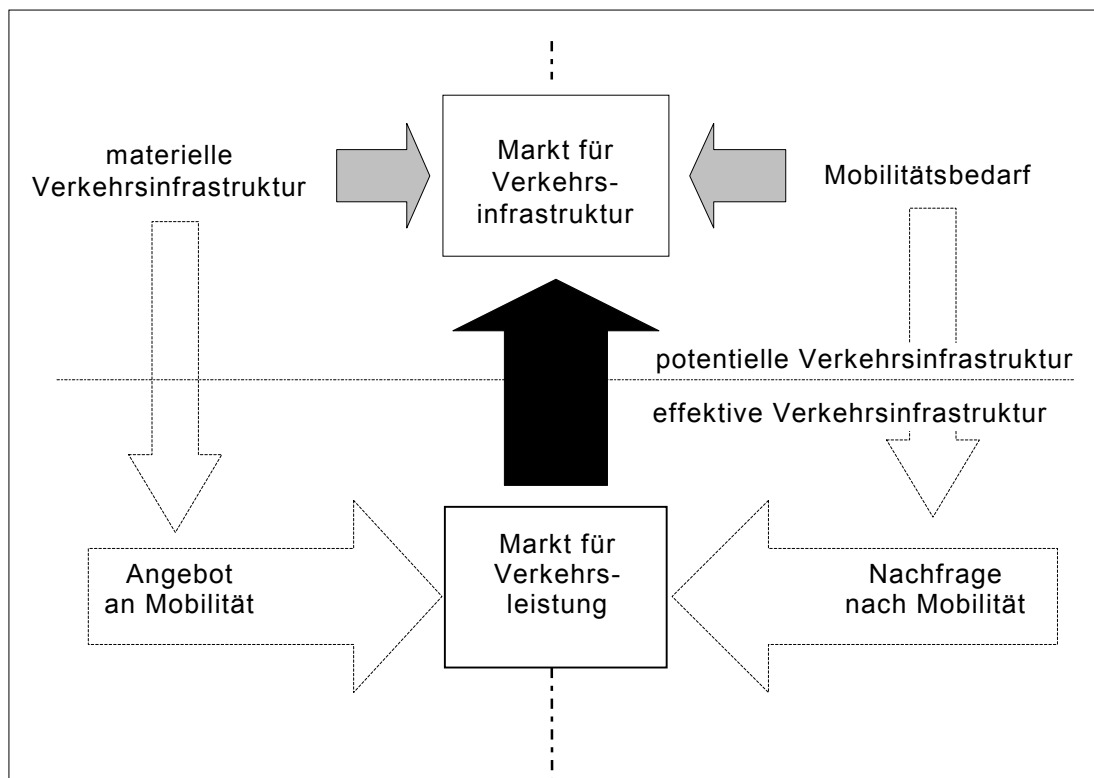 materielle
Verkehrsinfrastruktur
Markt für
Verkehrs-
infrastruktur
Mobilitätsbedarf
potentielle Verkehrsinfrastruktur
effektive Verkehrsinfrastruktur
Angebot
an Mobilität
Markt für
Verkehrs-
leistung
Nachfrage
nach Mobilität